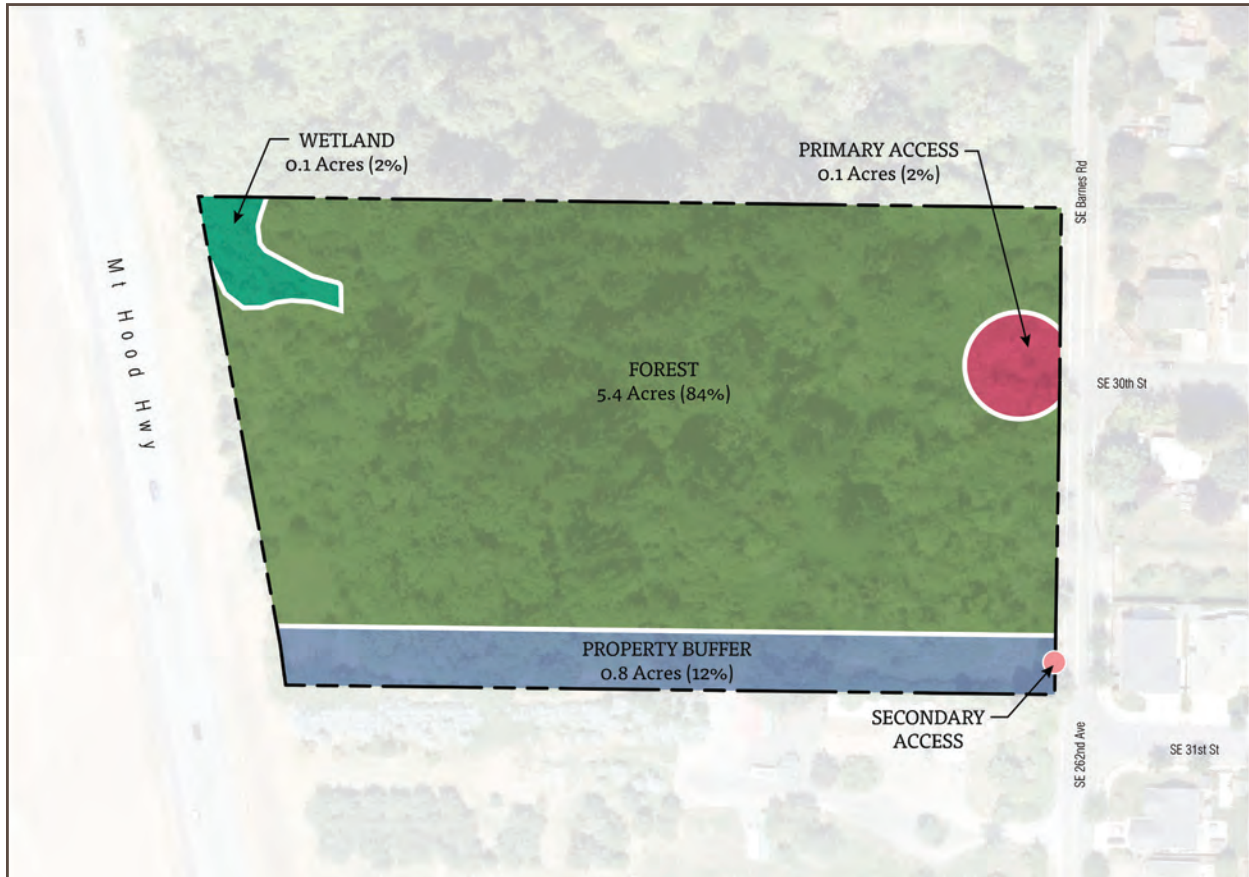 WETLAND
0.1 Acres (2%)
PRIMARY ACCESS
0.1 Acres (2%)
SE Barnes Rd
Mt Hood Hwy
FOREST
5.4 Acres (84%)
SE 30th St
PROPERTY BUFFER
0.8 Acres (12%)
SECONDARY
ACCESS
SE 262nd Ave
SE 31st St